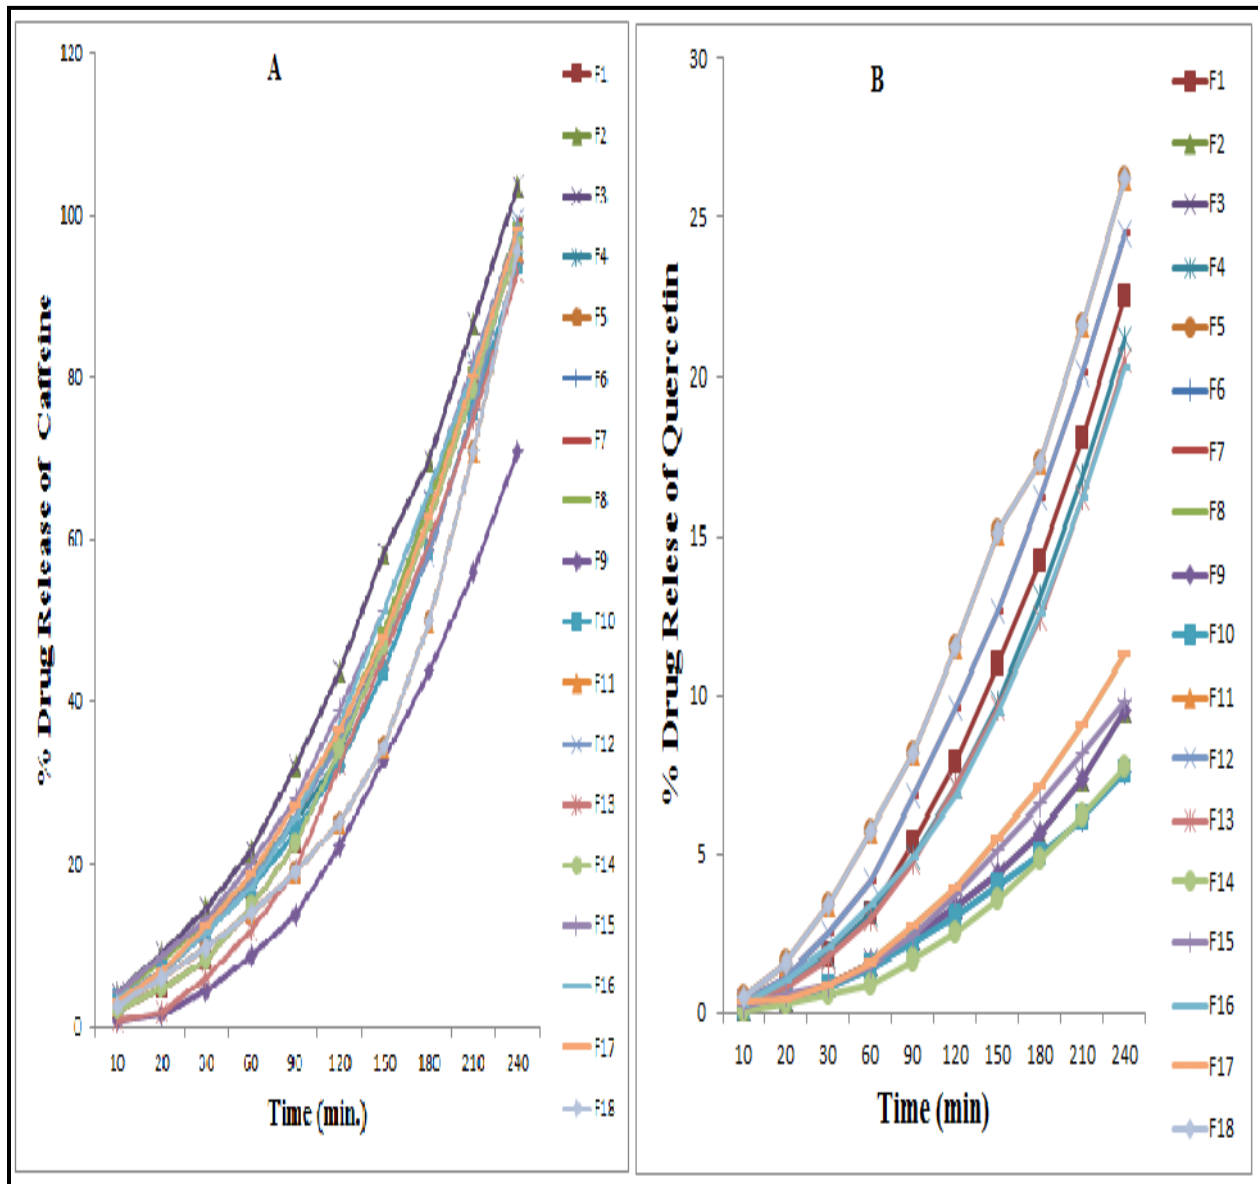 A
% Drug Release of Caffeine
120
100
80
60
40
20
0
10 20 30 60 90 120 150 180 210 240
Time (min.)
F1
F2
F3
F4
F5
F6
F7
F8
F9
F10
F11
F12
F13
F14
F15
F16
F17
F18
B
% Drug Relese of Quercetin
30
25
20
15
10
5
0
10 20 30 60 90 120 150 180 210 240
Time (min)
F1
F2
F3
F4
F5
F6
F7
F8
F9
F10
F11
F12
F13
F14
F15
F16
F17
F18